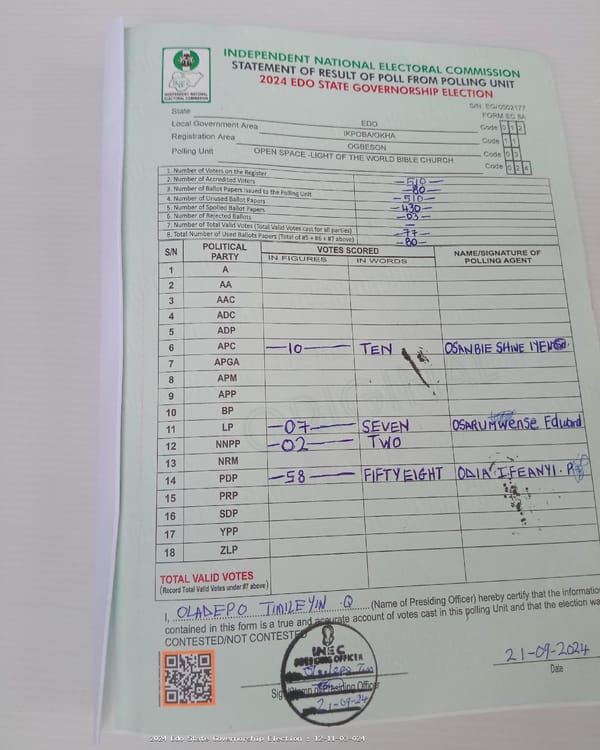 INDEPENDENT NATIONAL ELECTORAL COMMISSION
STATEMENT OF RESULT OF POLL FROM POLLING UNIT
2024 EDO STATE GOVERNORSHIP ELECTION
INEC
INDEPENDENT NATIONAL
ELECTORAL COMMISSION
S/N: EG/0002177
FORM EC 8A
State EDO Code 0 1 2
Local Government Area IKPOBA/OKHA Code 1 1
Registration Area OGBESON Code 0 3
Polling Unit OPEN SPACE -LIGHT OF THE WORLD BIBLE CHURCH Code 0 2 4
1. Number of Voters on the Register -510-
2. Number of Accredited Voters -80-
3. Number of Ballot Papers Issued to the Polling Unit -510-
4. Number of Unused Ballot Papers -430-
5. Number of Spoiled Ballot Papers -03-
6. Number of Rejected Ballots -
7. Number of Total Valid Votes (Total Valid Votes cast for all parties) -77-
8. Total Number of Used Ballots Papers (Total of #5 + #6 + #7 above) -80-
S/N POLITICAL PARTY VOTES SCORED NAME/SIGNATURE OF POLLING AGENT
IN FIGURES IN WORDS
1 A
2 AA
3 AAC
4 ADC
5 ADP
6 APC -10- TEN OSANBIE SHINE
7 APGA
8 APM
9 APP
10 BP
11 LP -07- SEVEN OSARUMWense Edward
12 NNPP -02- TWO
13 NRM
14 PDP -58- FIFTY EIGHT ODIA IFEANYI. P
15 PRP
16 SDP
17 YPP
18 ZLP
TOTAL VALID VOTES
(Record Total Valid Votes under #7 above)
I, OLADEPO TIMILEYIN .Q (Name of Presiding Officer) hereby certify that the information
contained in this form is a true and accurate account of votes cast in this polling Unit and that the election was
CONTESTED/NOT CONTESTED
INEC
PRESIDING OFFICER
21-09-24
Sign/Stamp of Presiding Officer
21-09-2024
Date
2024 Edo State Governorship Election : 12-11-03-024